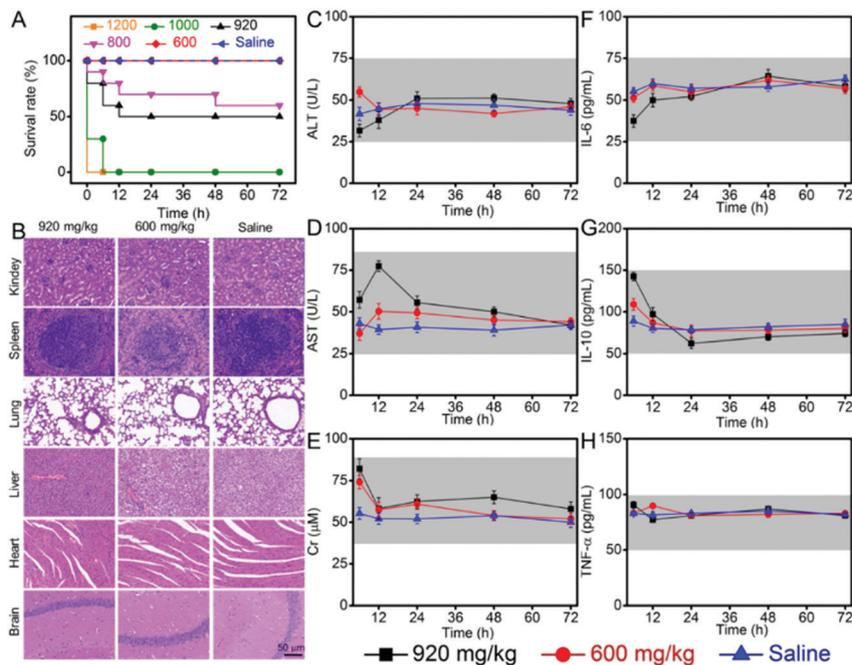 A
1200 1000 920
800 600 Saline
Surival rate (%)
100
50
0
0 12 24 36 48 60 72
Time (h)
B
920 mg/kg 600 mg/kg Saline
Kindey
Spleen
Lung
Liver
Heart
Brain
50 μm
C
ALT (U/L)
100
75
50
25
0
12 24 36 48 60 72
Time (h)
D
AST (U/L)
100
75
50
25
0
12 24 36 48 60 72
Time (h)
E
Cr (μM)
100
75
50
25
0
12 24 36 48 60 72
Time (h)
F
IL-6 (pg/mL)
100
75
50
25
0
12 24 36 48 60 72
Time (h)
G
IL-10 (pg/mL)
200
150
100
50
0
12 24 36 48 60 72
Time (h)
H
TNF-α (pg/mL)
150
100
50
0
12 24 36 48 60 72
Time (h)
920 mg/kg 600 mg/kg Saline